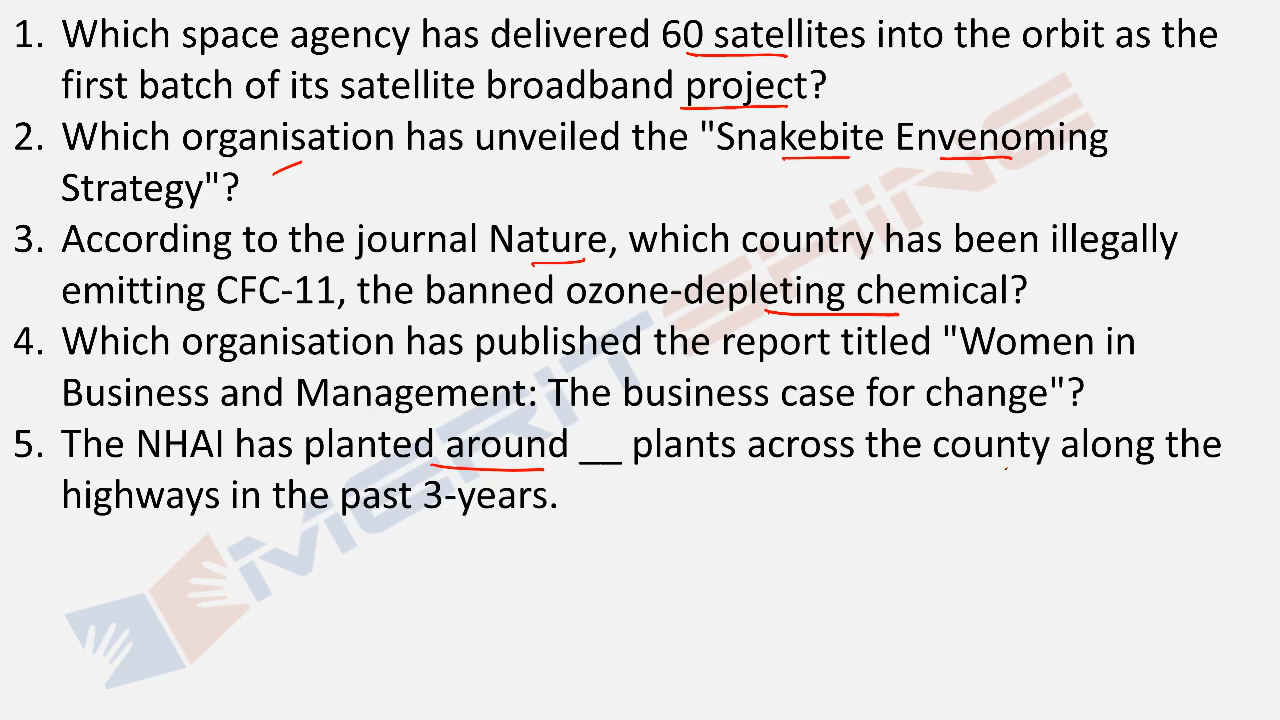 1. Which space agency has delivered 60 satellites into the orbit as the
first batch of its satellite broadband project?
2. Which organisation has unveiled the "Snakebite Envenoming
Strategy"?
3. According to the journal Nature, which country has been illegally
emitting CFC-11, the banned ozone-depleting chemical?
4. Which organisation has published the report titled "Women in
Business and Management: The business case for change"?
5. The NHAI has planted around __ plants across the county along the
highways in the past 3-years.
MERITSHINE